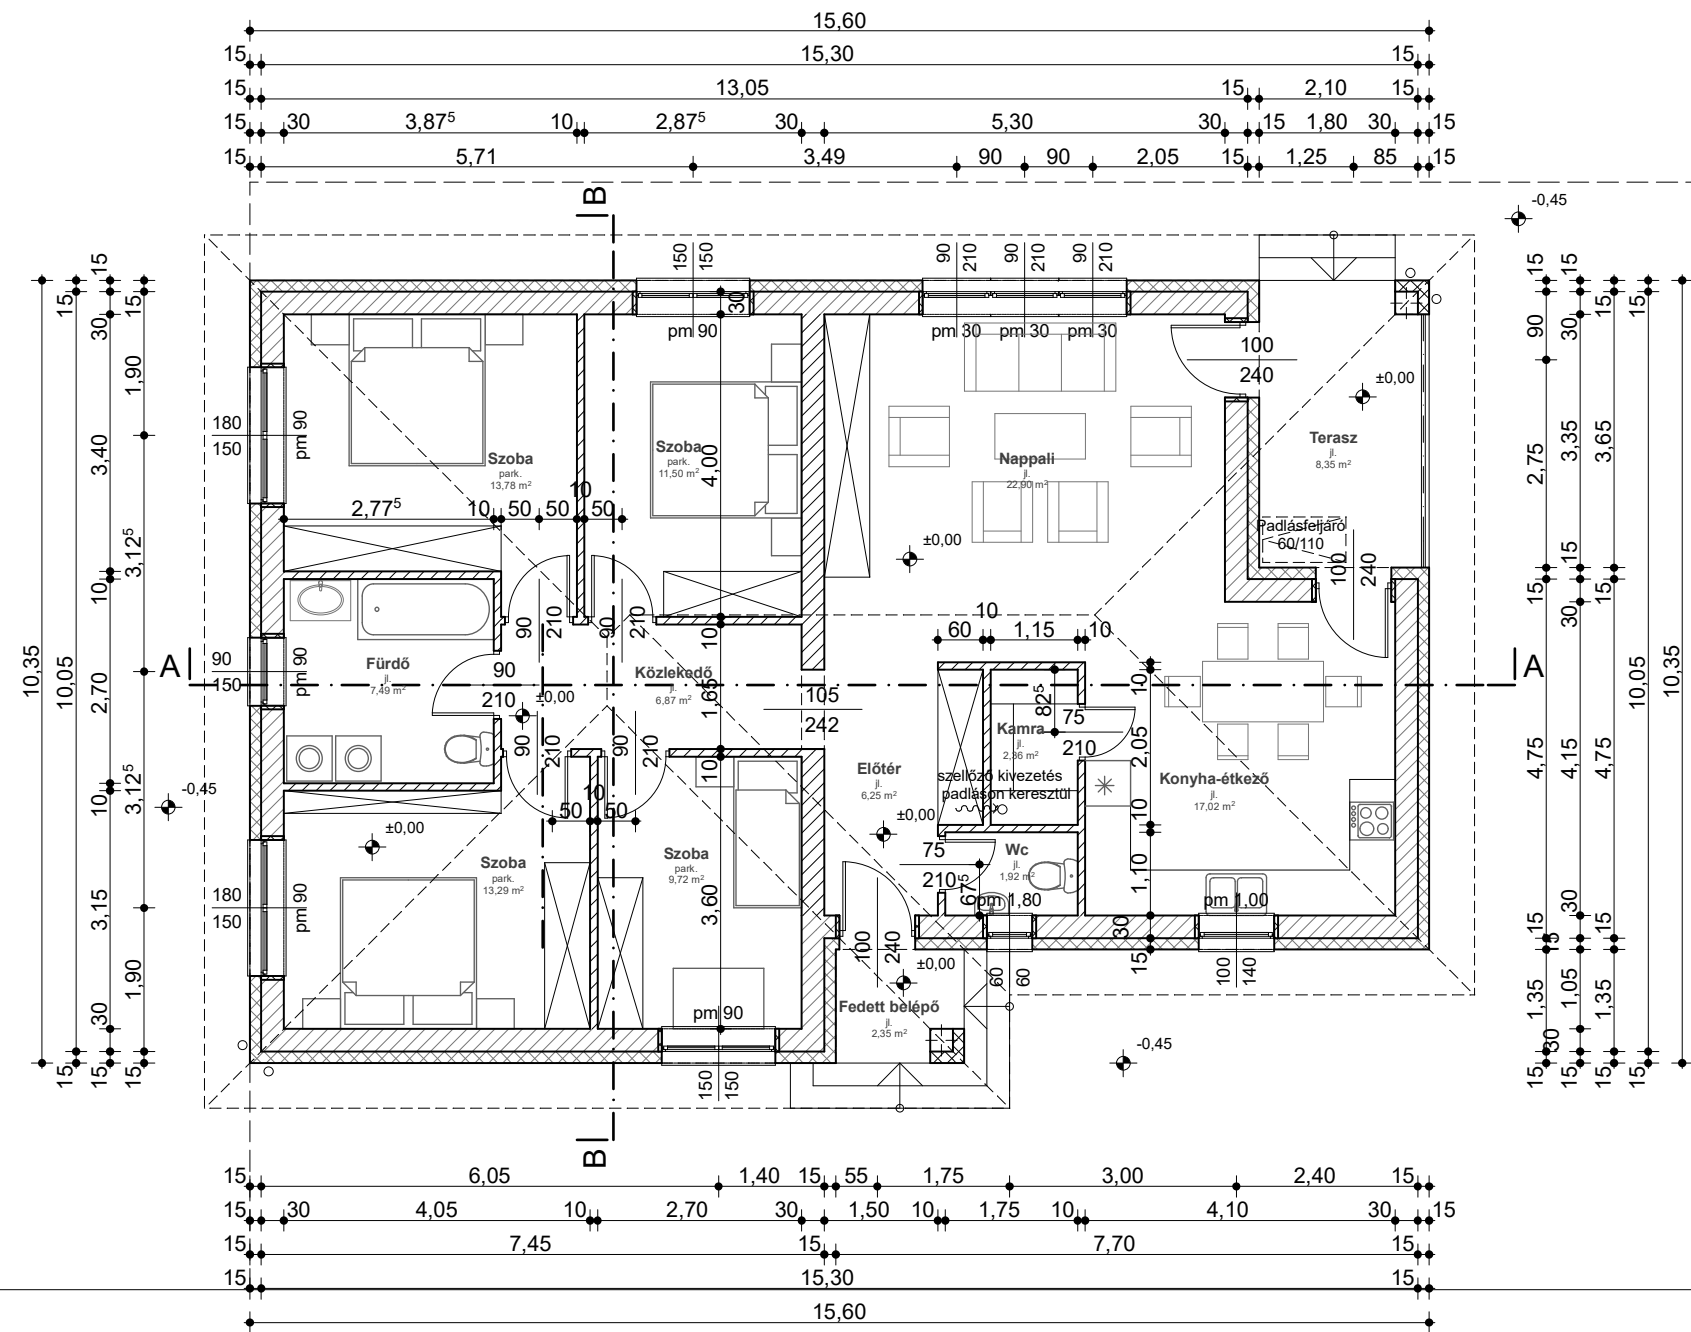 15,60
15 15,30 15
15 13,05 15 2,10 15
15 30 3,87⁵ 10 2,87⁵ 30 5,30 30 15 1,80 30 15
15 5,71 3,49 90 90 2,05 15 1,25 85 15
B
-0,45
150 150
90 210
90 210
90 210
30
pm 90
pm 30 pm 30 pm 30
100
240
±0,00
180
150
pm 90
Szoba
park.
13,78 m²
Szoba
park.
11,50 m²
4,00
Nappali
jl.
22,90 m²
Terasz
jl.
8,35 m²
2,77⁵ 10 50 50 10 50
Padlásfeljáró
60/110
±0,00
100 240
90 210
90 210
10
10
60 1,15 10
A
90
150
pm 90
Fürdő
jl.
7,49 m²
90
210
±0,00
Közlekedő
jl.
6,87 m²
1,65
105
242
A
82⁵
75
210
Kamra
jl.
2,36 m²
10
2,05
90 210
90 210
10
Előtér
jl.
6,25 m²
szellőző kivezetés
padláson keresztül
Konyha-étkező
jl.
17,02 m²
-0,45
50 10 50
±0,00
±0,00
10
1,10
75
210
67⁵
Wc
jl.
1,92 m²
Szoba
park.
13,29 m²
Szoba
park.
9,72 m²
3,60
180
150
pm 90
pm 1,80
pm 1,00
30
15
100 240
±0,00
60 60
100 140
Fedett belépő
jl.
2,35 m²
pm 90
150 150
-0,45
B
10,35
15 10,05 15
15 30 3,40 10 2,70 10 3,15 30 15
15 1,90 3,12⁵ 3,12⁵ 1,90 15
15 90 2,75 15 4,75 15 1,35 30 15
15 30 3,35 15 30 4,15 30 15 1,05 15
15 3,65 15 4,75 15 1,35 15
15 10,05 15
10,35
15 6,05 1,40 15 55 1,75 3,00 2,40 15
15 30 4,05 10 2,70 30 1,50 10 1,75 10 4,10 30 15
15 7,45 15 7,70 15
15 15,30 15
15,60